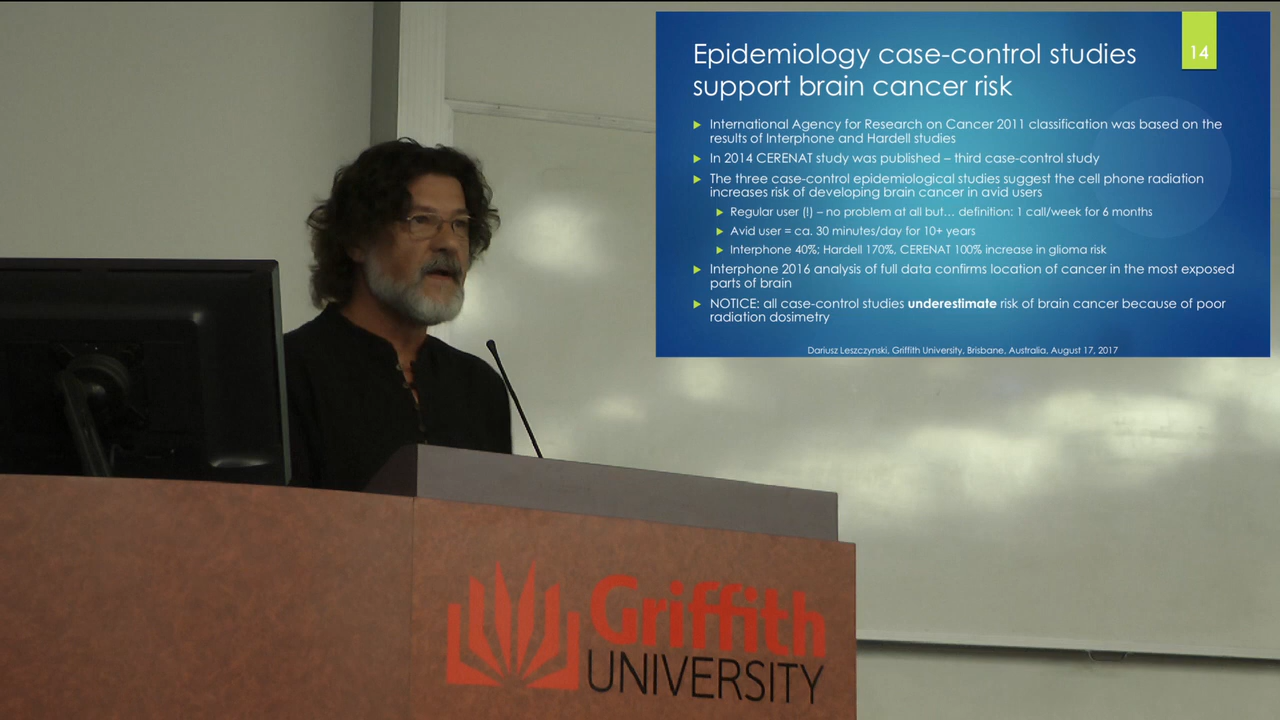 Epidemiology case-control studies
support brain cancer risk
14
International Agency for Research on Cancer 2011 classification was based on the
results of Interphone and Hardell studies
In 2014 CERENAT study was published – third case-control study
The three case-control epidemiological studies suggest the cell phone radiation
increases risk of developing brain cancer in avid users
Regular user (!) – no problem at all but... definition: 1 call/week for 6 months
Avid user = ca. 30 minutes/day for 10+ years
Interphone 40%; Hardell 170%, CERENAT 100% increase in glioma risk
Interphone 2016 analysis of full data confirms location of cancer in the most exposed
parts of brain
NOTICE: all case-control studies underestimate risk of brain cancer because of poor
radiation dosimetry
Dariusz Leszczynski, Griffith University, Brisbane, Australia, August 17, 2017
Griffith
UNIVERSITY